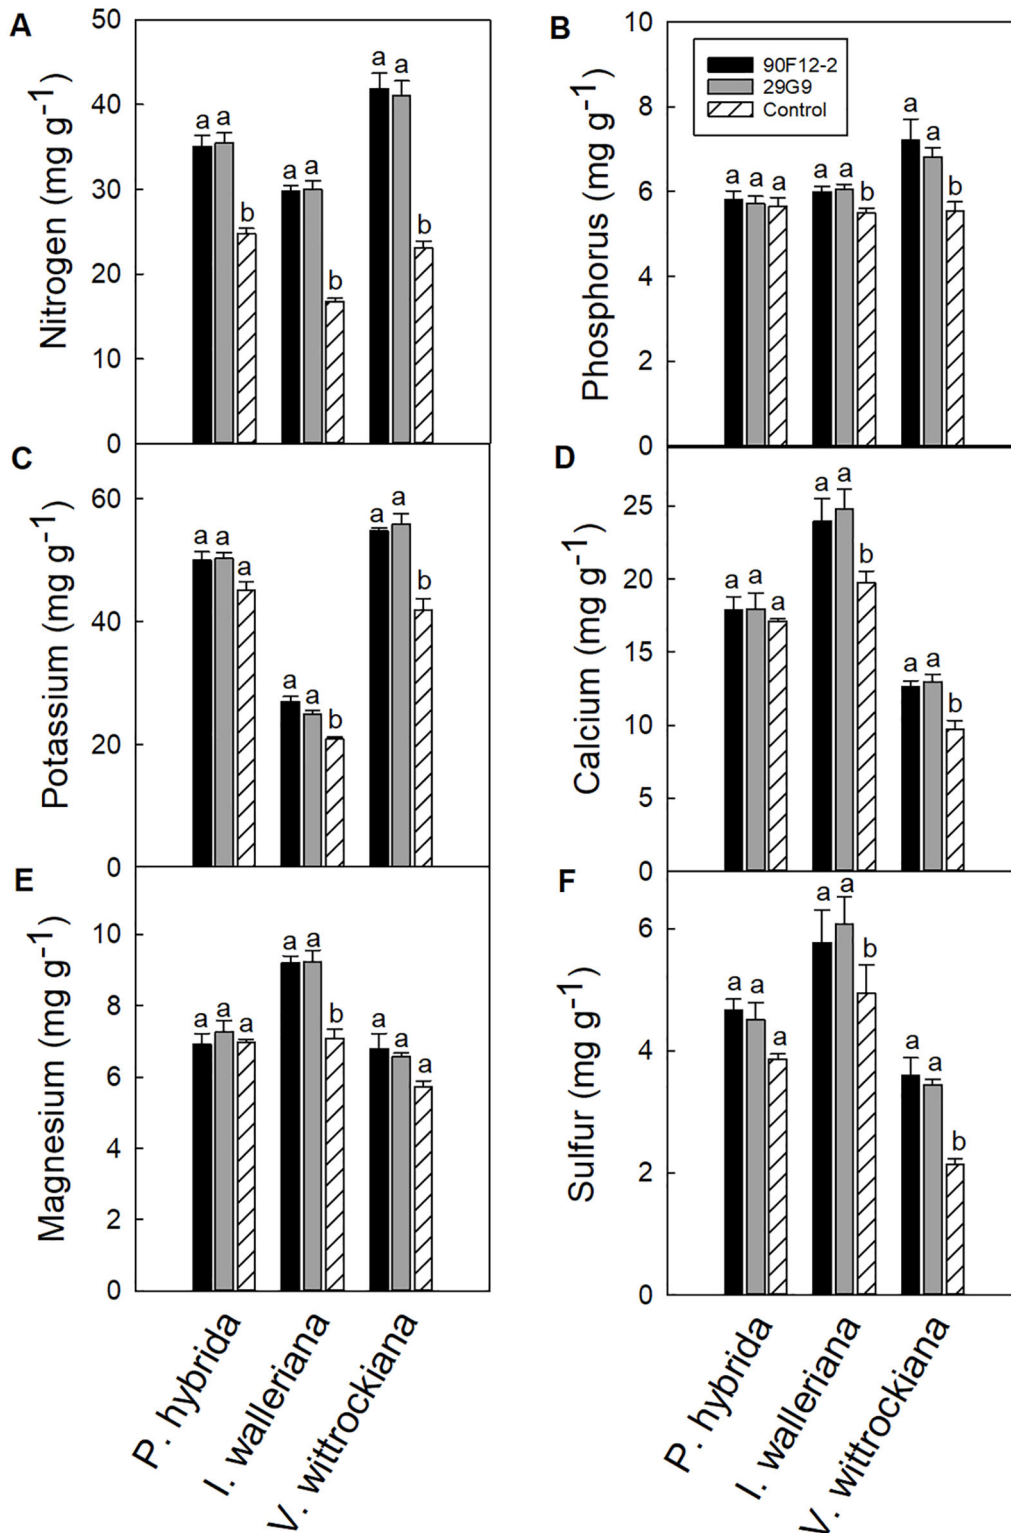 A
Nitrogen (mg g-1)
50
40
30
20
10
0
a a b
a a b
a a b
B
Phosphorus (mg g-1)
10
8
6
4
2
0
90F12-2
29G9
Control
a a a
a a b
a a b
C
Potassium (mg g-1)
60
40
20
0
a a a
a a b
a a b
D
Calcium (mg g-1)
25
20
15
10
5
0
a a a
a a b
a a b
E
Magnesium (mg g-1)
10
8
6
4
2
0
a a a
a a b
a a a
F
Sulfur (mg g-1)
6
4
2
0
a a a
a a b
a a b
P. hybrida
I. walleriana
V. wittrockiana
P. hybrida
I. walleriana
V. wittrockiana